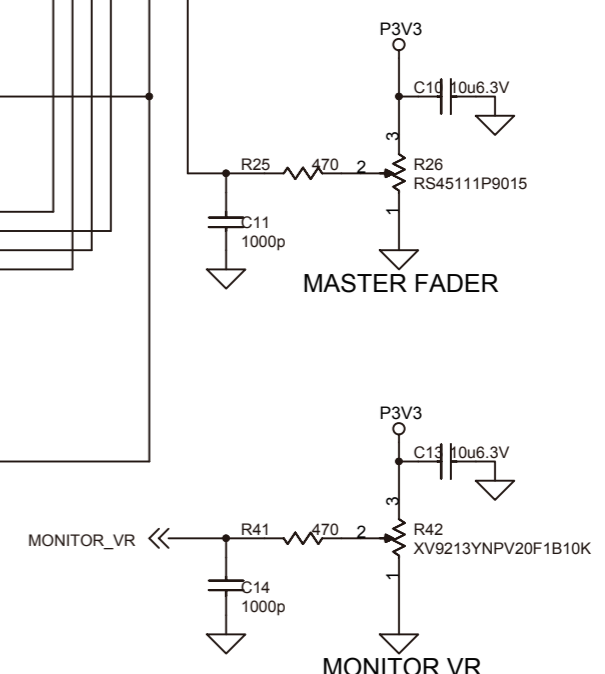 P3V3
C10 10u6.3V
3
R25 470 2 R26
RS45111P9015
1
C11
1000p
MASTER FADER
P3V3
C13 10u6.3V
3
R41 470 2 R42
MONITOR_VR XV9213YNPV20F1B10K
1
C14
1000p
MONITOR VR